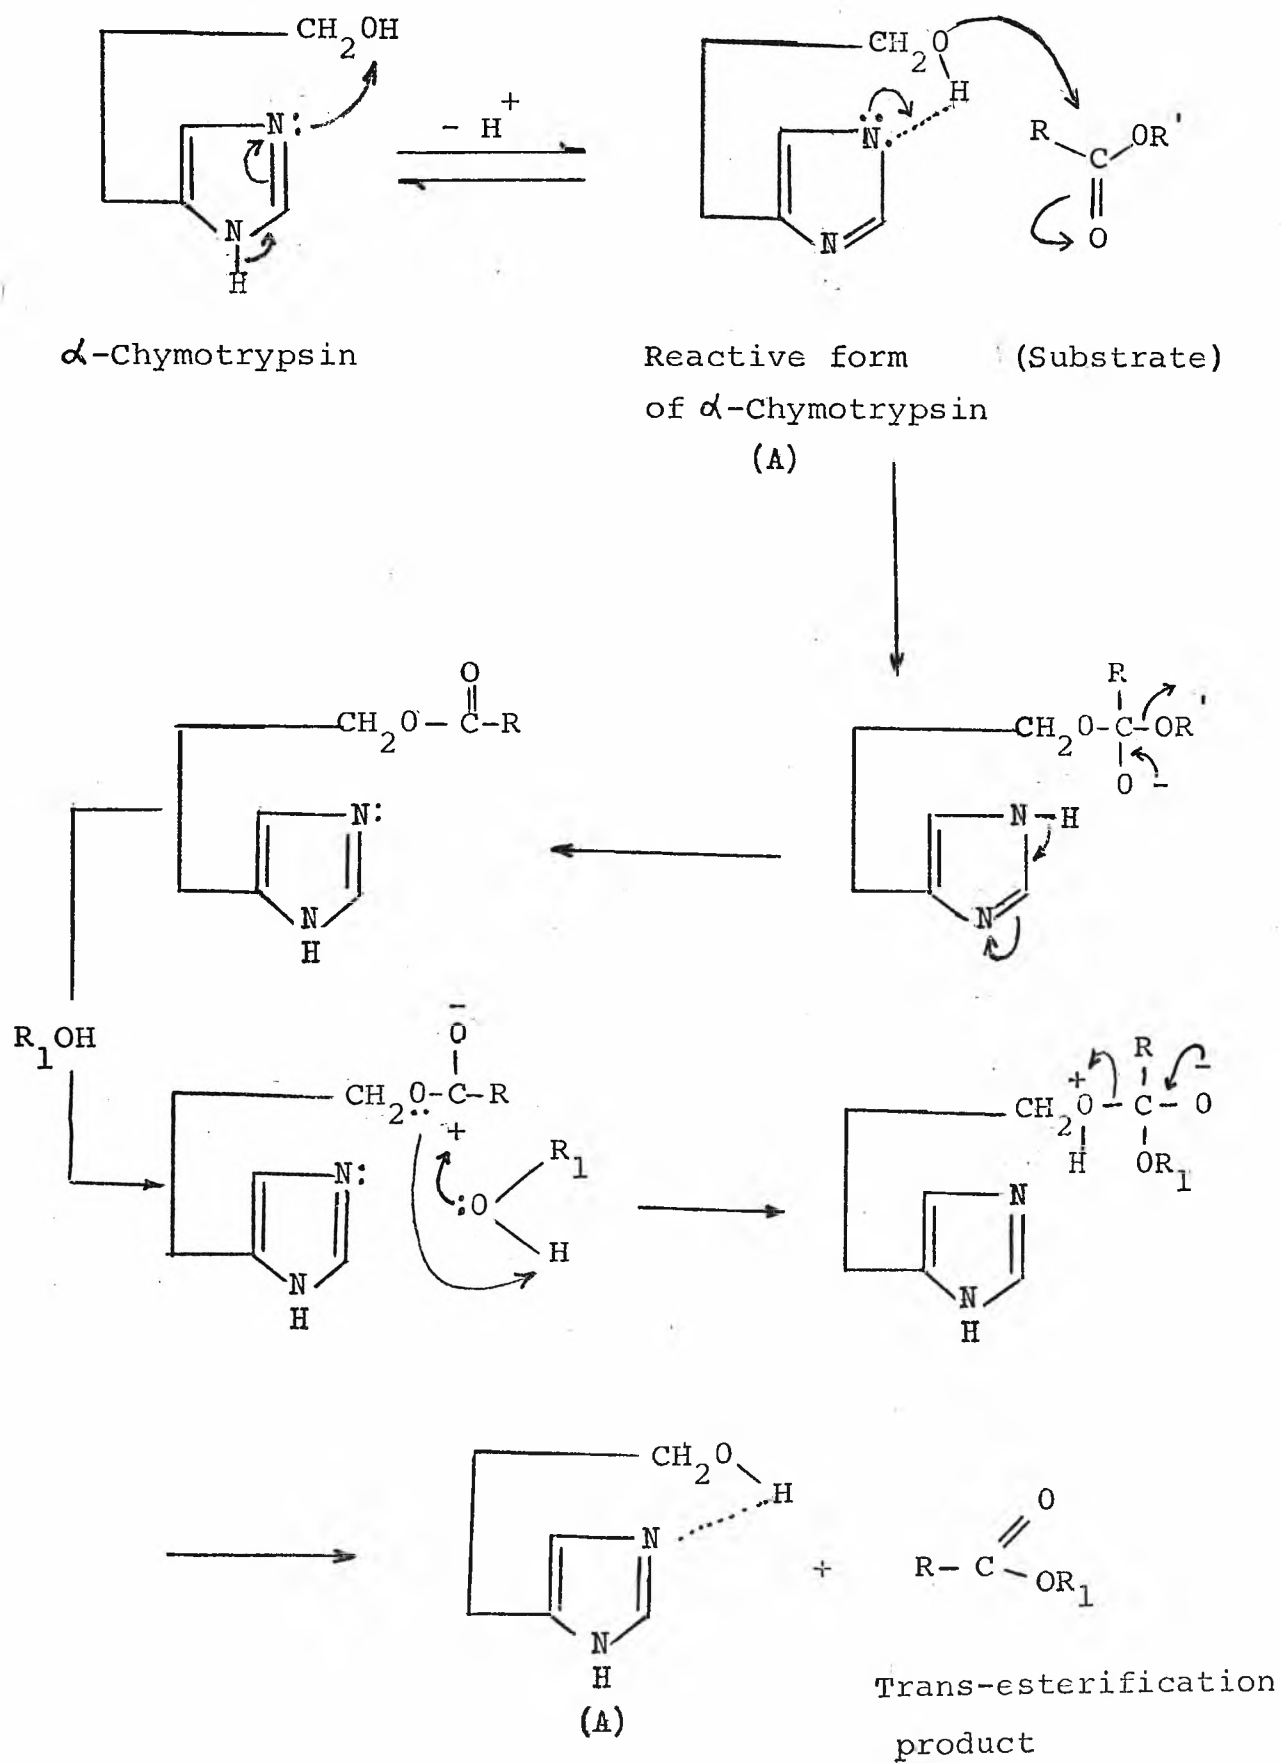 CH2OH
N:
- H+
N
H
α-Chymotrypsin
CH2O
H
N
N
R
C
OR'
O
Reactive form (Substrate)
of α-Chymotrypsin
(A)
O
CH2O-C-R
N:
N
H
R
CH2O-C-OR'
O -
N-H
N
R1OH
-
O
CH2O-C-R
+
N:
:O
R1
H
N
H
R -
+
CH2O-C-O
H OR1
N
N
H
CH2O
H
N
N
H
(A)
+
O
R-C-OR1
Trans-esterification
product